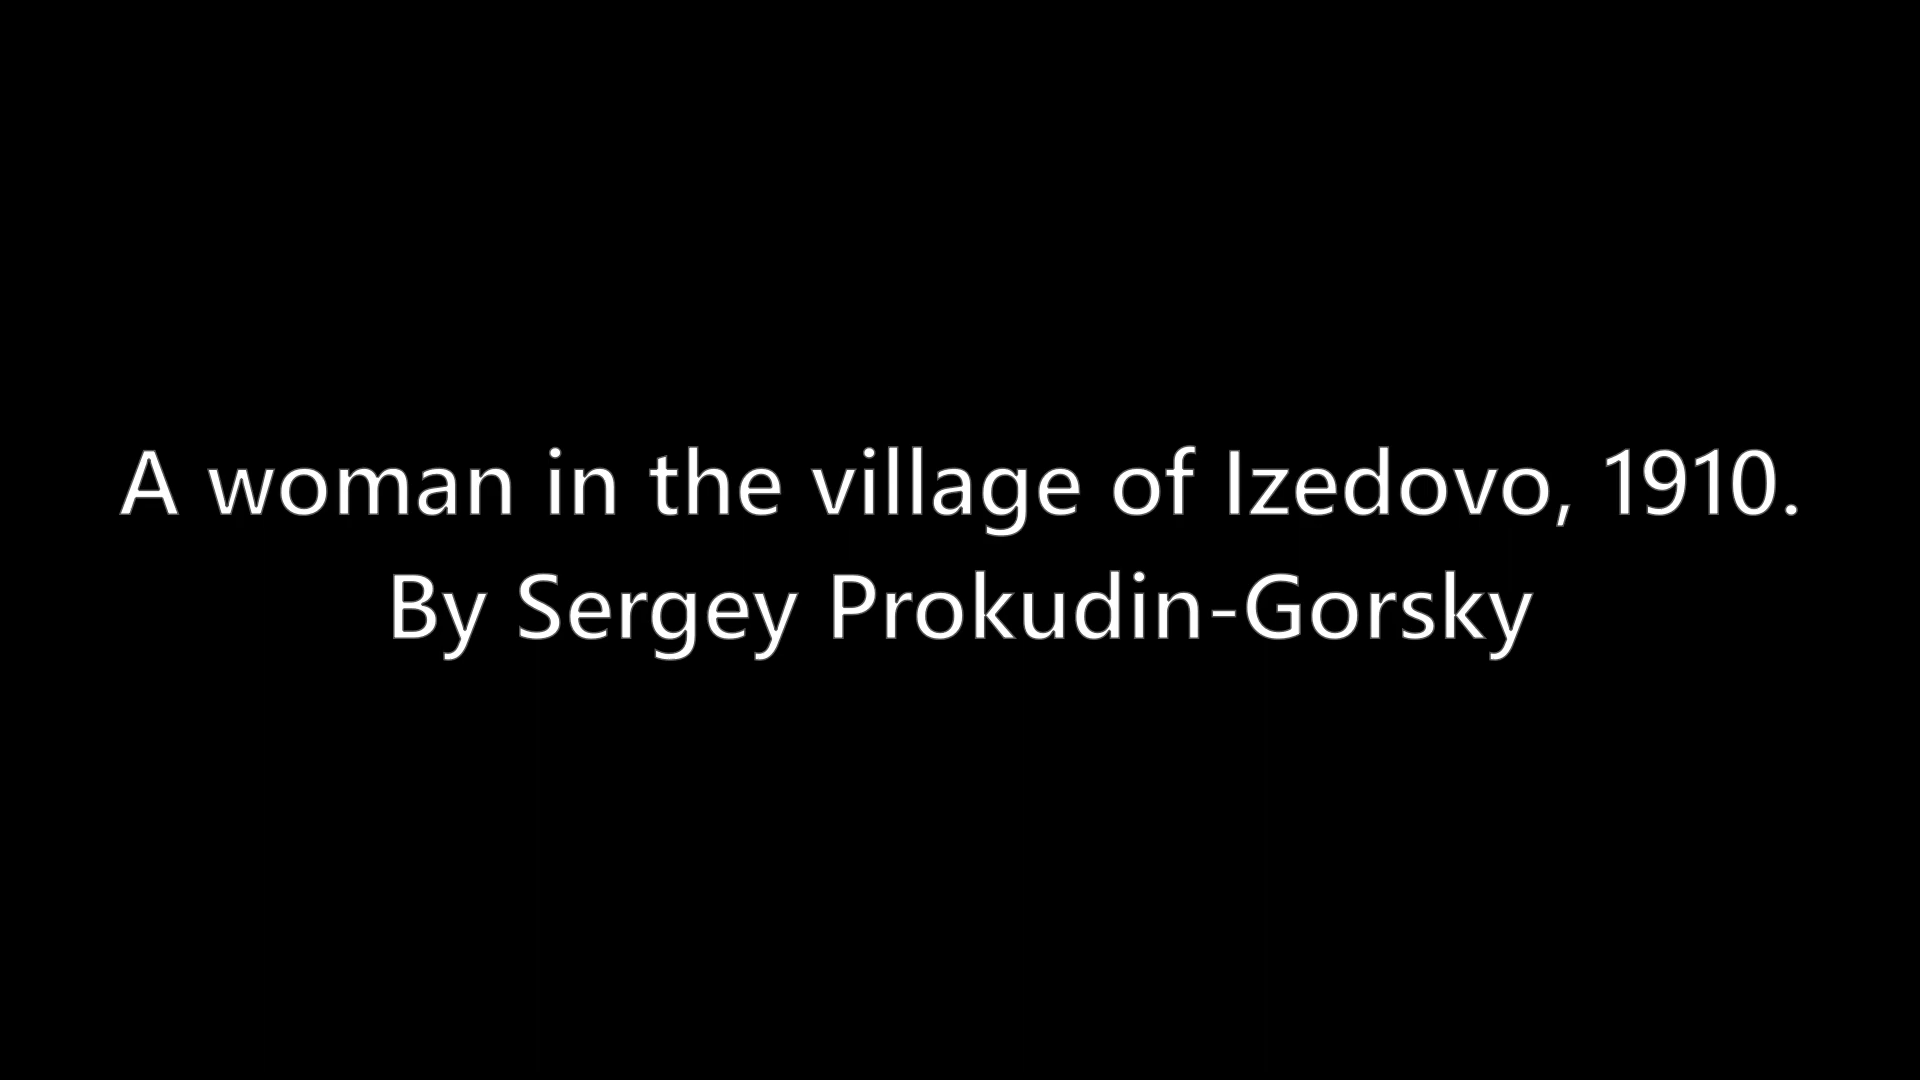 A woman in the village of Izedovo, 1910.
By Sergey Prokudin-Gorsky